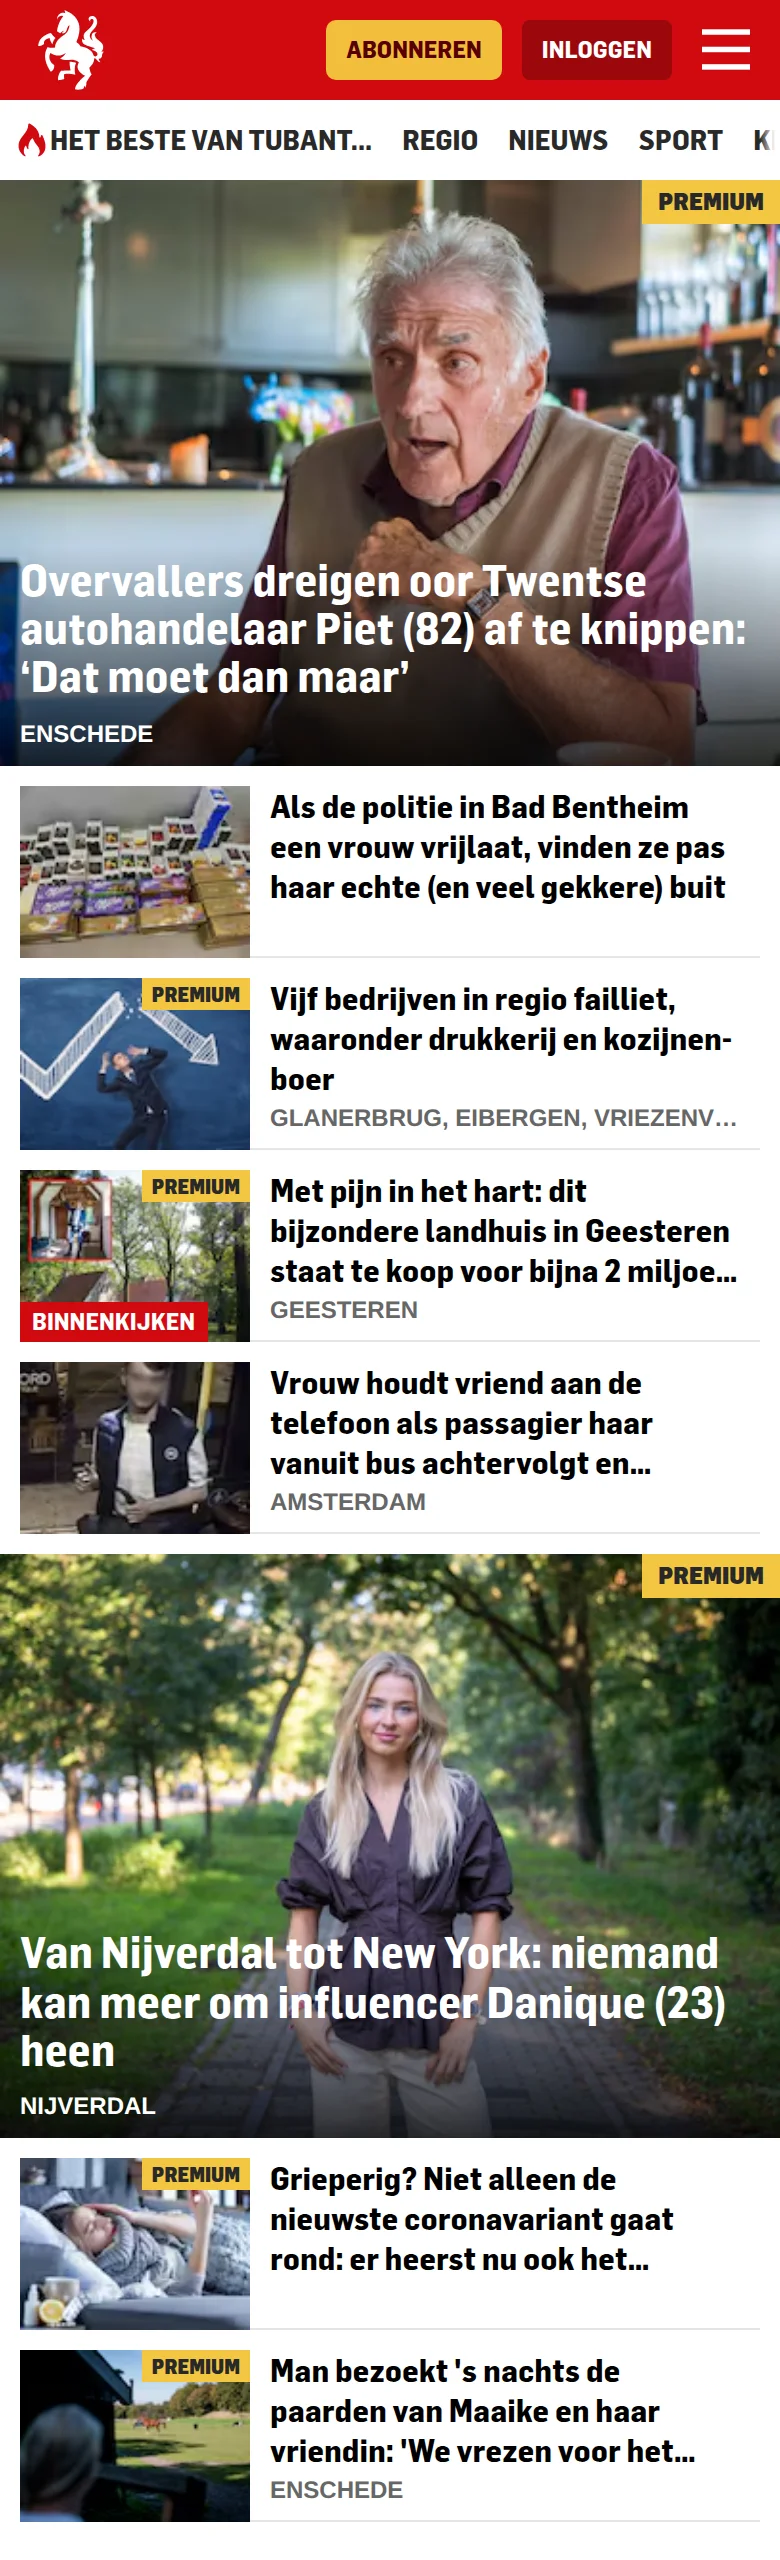 ABONNEREN
INLOGGEN
HET BESTE VAN TUBANT...
REGIO
NIEUWS
SPORT
PREMIUM
Overvallers dreigen oor Twentse
autohandelaar Piet (82) af te knippen:
‘Dat moet dan maar’
ENSCHEDE
Als de politie in Bad Bentheim
een vrouw vrijlaat, vinden ze pas
haar echte (en veel gekkere) buit
PREMIUM
Vijf bedrijven in regio failliet,
waaronder drukkerij en kozijnen-
boer
GLANERBRUG, EIBERGEN, VRIEZENV...
PREMIUM
BINNENKIJKEN
Met pijn in het hart: dit
bijzondere landhuis in Geesteren
staat te koop voor bijna 2 miljoe...
GEESTEREN
Vrouw houdt vriend aan de
telefoon als passagier haar
vanuit bus achtervolgt en...
AMSTERDAM
PREMIUM
Van Nijverdal tot New York: niemand
kan meer om influencer Danique (23)
heen
NIJVERDAL
PREMIUM
Grieperig? Niet alleen de
nieuwste coronavariant gaat
rond: er heerst nu ook het...
PREMIUM
Man bezoekt 's nachts de
paarden van Maaike en haar
vriendin: 'We vrezen voor het...
ENSCHEDE